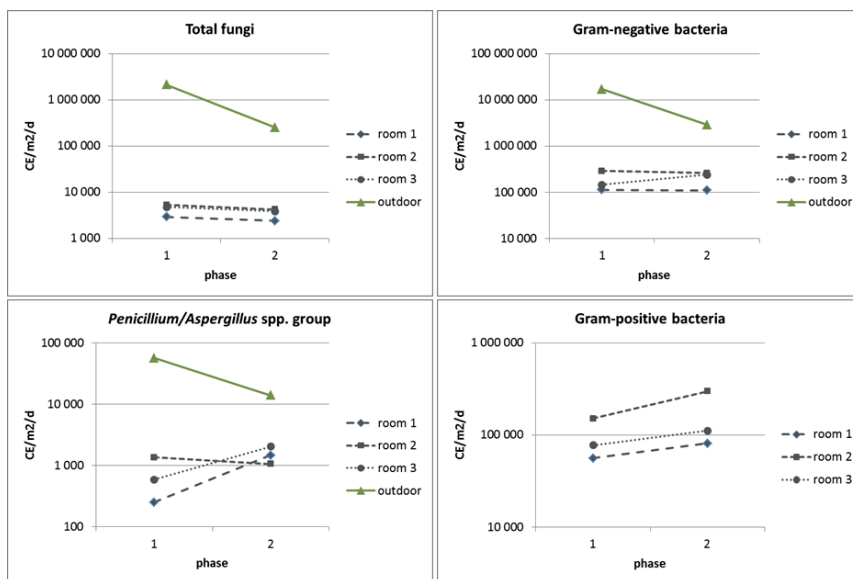 Total fungi
10 000 000
1 000 000
100 000
10 000
1 000
CE/m2/d
1 2
phase
room 1
room 2
room 3
outdoor
Gram-negative bacteria
100 000 000
10 000 000
1 000 000
100 000
10 000
CE/m2/d
1 2
phase
room 1
room 2
room 3
outdoor
Penicillium/Aspergillus spp. group
100 000
10 000
1 000
100
CE/m2/d
1 2
phase
room 1
room 2
room 3
outdoor
Gram-positive bacteria
1 000 000
100 000
10 000
CE/m2/d
1 2
phase
room 1
room 2
room 3